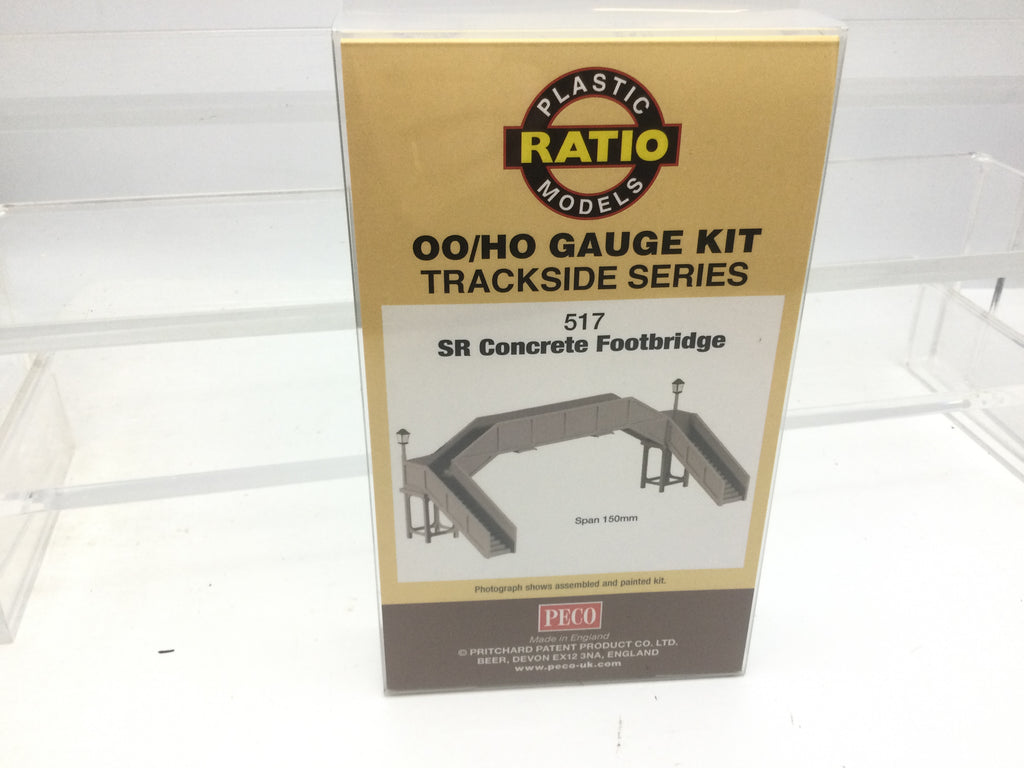 PLASTIC
RATIO
MODELS
OO/HO GAUGE KIT
TRACKSIDE SERIES
517
SR Concrete Footbridge
Span 150mm
Photograph shows assembled and painted kit.
PECO
Made in England
© PRITCHARD PATENT PRODUCT CO. LTD.
BEER, DEVON EX12 3NA, ENGLAND
www.peco-uk.com